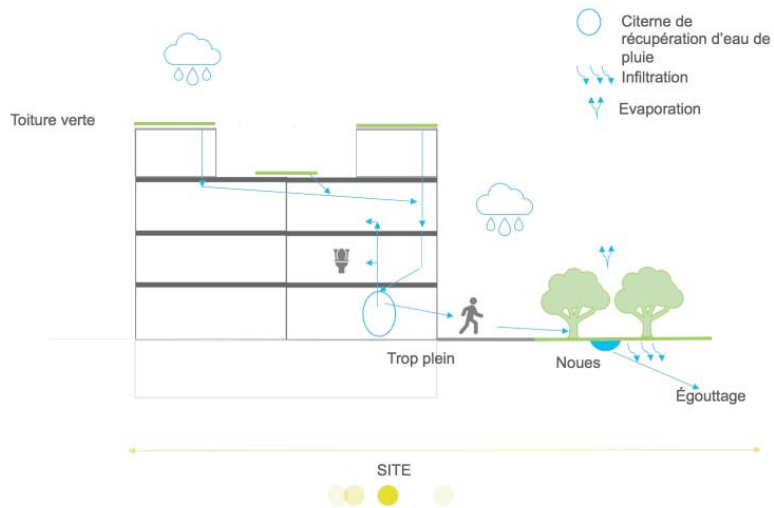 Citerne de
récupération d'eau de
pluie
Infiltration
Evaporation
Toiture verte
Trop plein
Noues
Égouttage
SITE